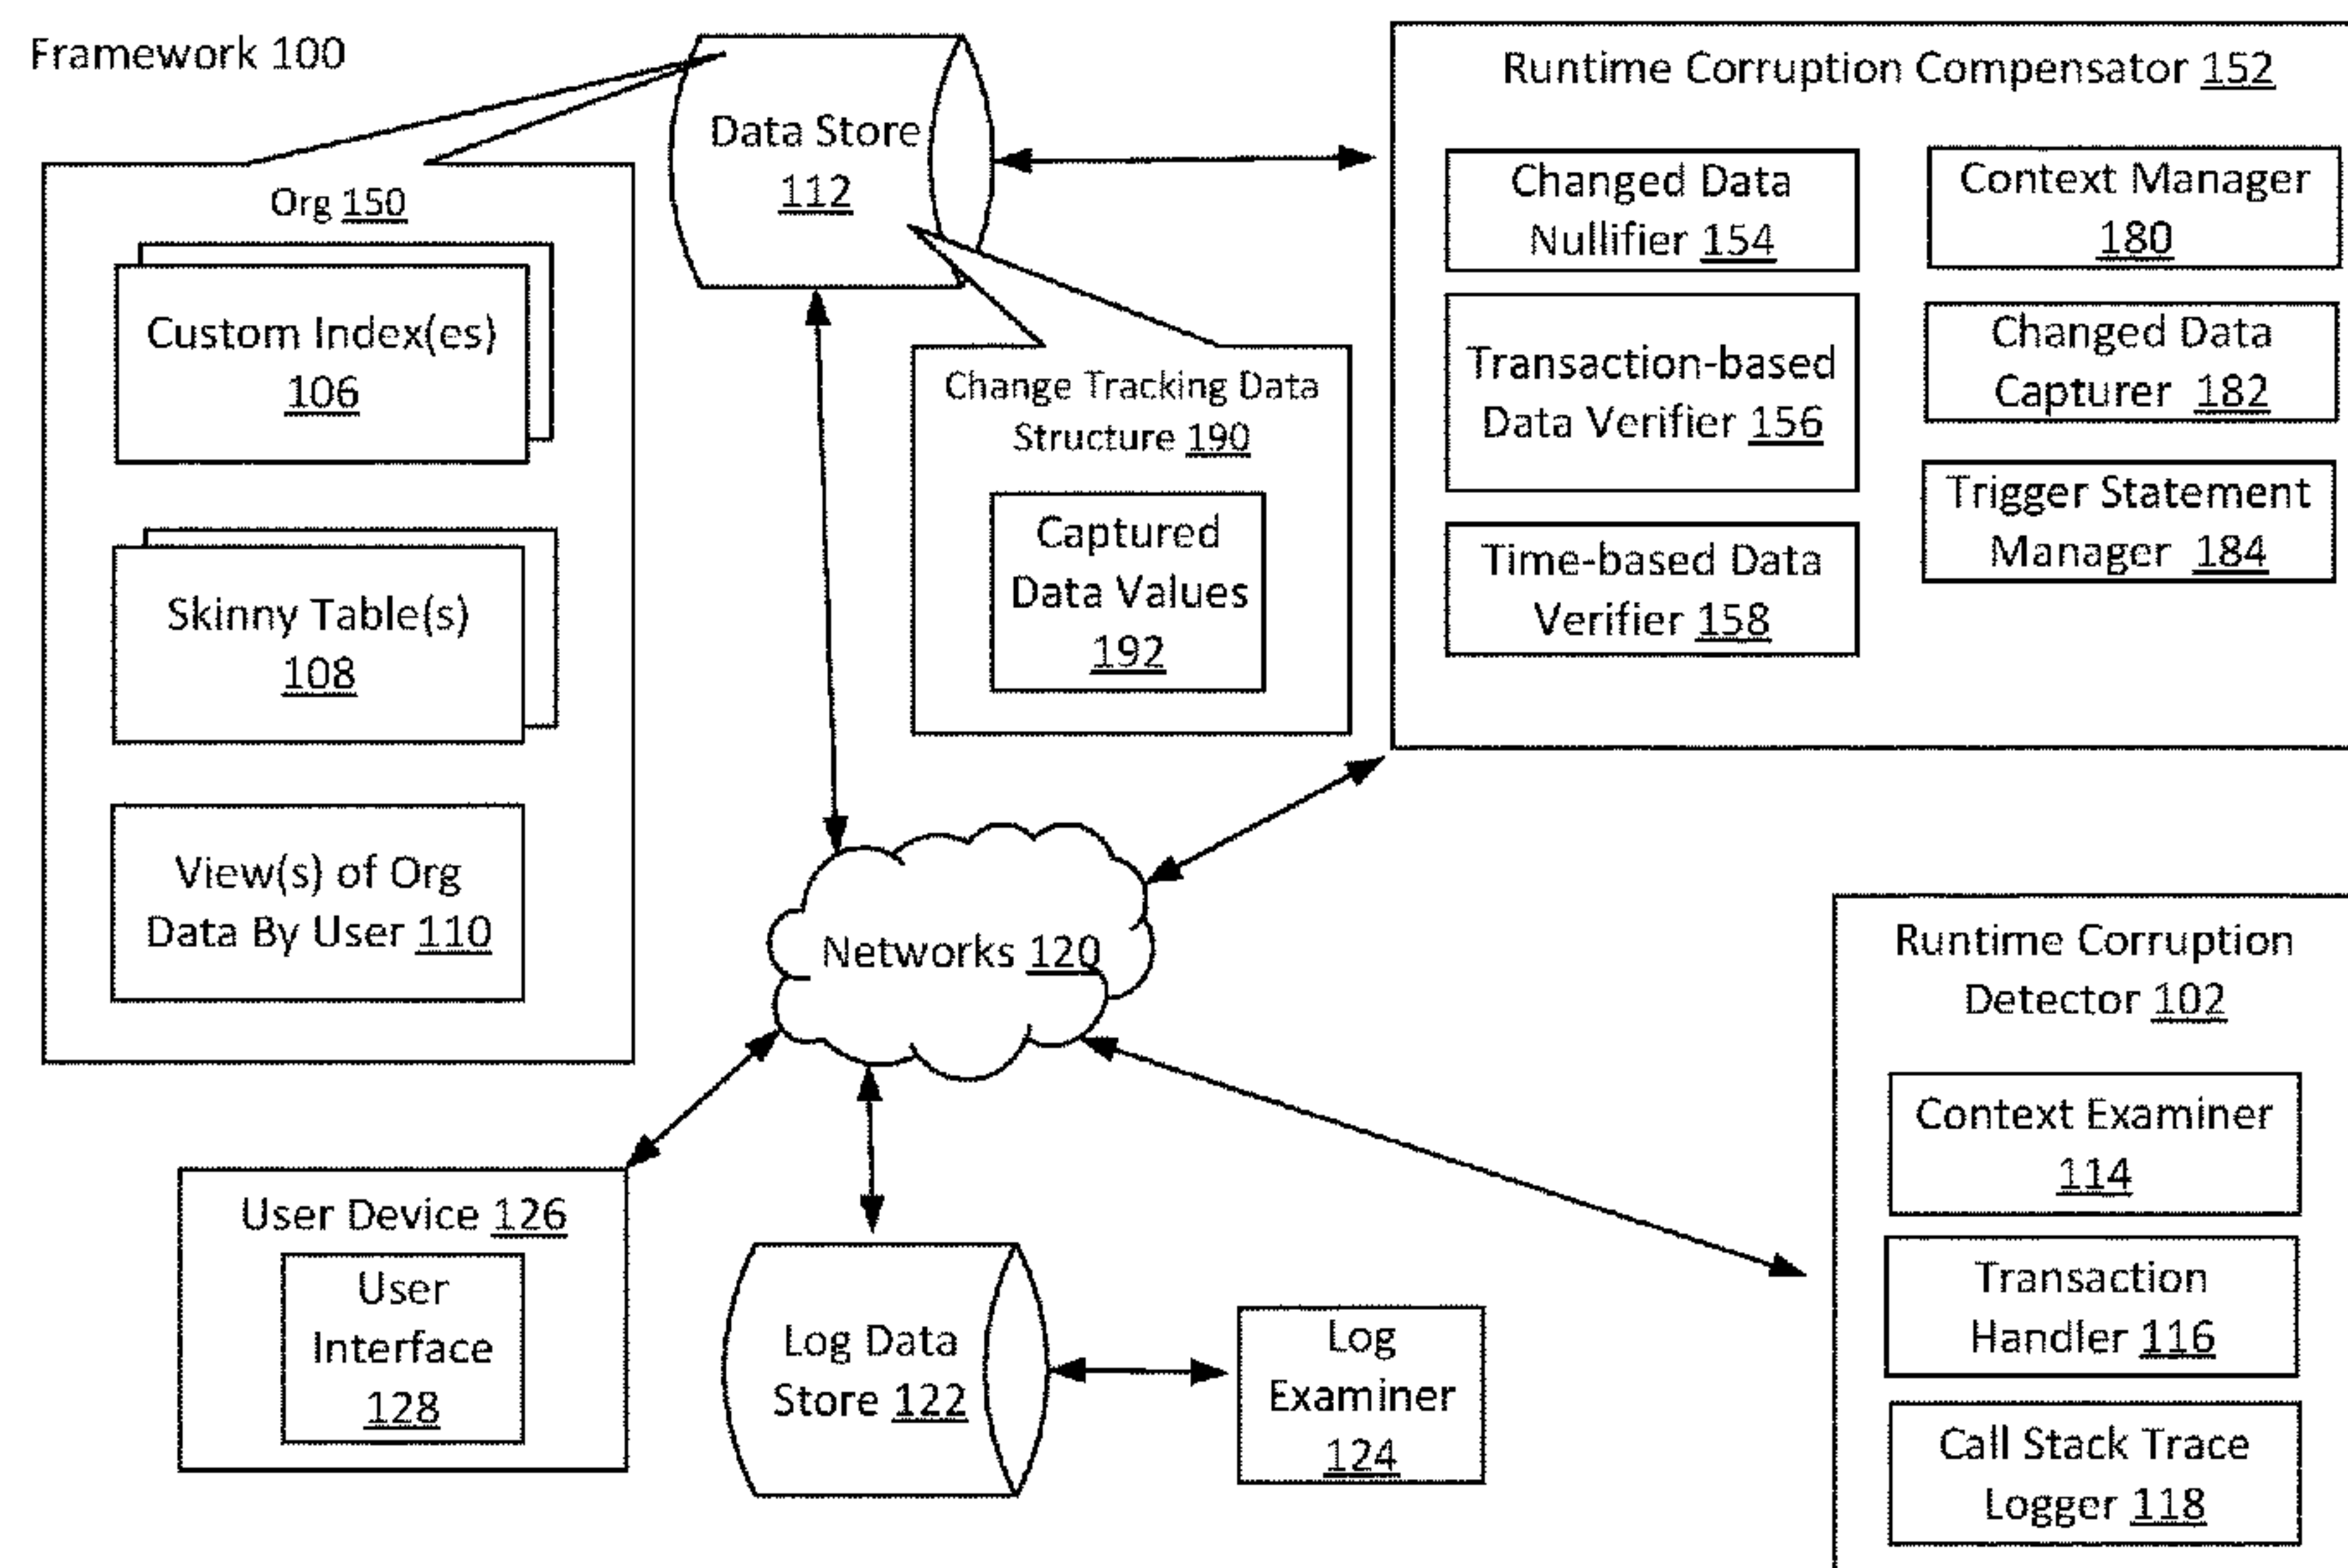 Framework 100
Data Store
112
Org 150
Custom Index(es)
106
Skinny Table(s)
108
View(s) of Org
Data By User 110
Change Tracking Data
Structure 190
Captured
Data Values
192
Runtime Corruption Compensator 152
Changed Data
Nullifier 154
Transaction-based
Data Verifier 156
Time-based Data
Verifier 158
Context Manager
180
Changed Data
Capturer 182
Trigger Statement
Manager 184
Networks 120
User Device 126
User
Interface
128
Log Data
Store 122
Log
Examiner
124
Runtime Corruption
Detector 102
Context Examiner
114
Transaction
Handler 116
Call Stack Trace
Logger 118